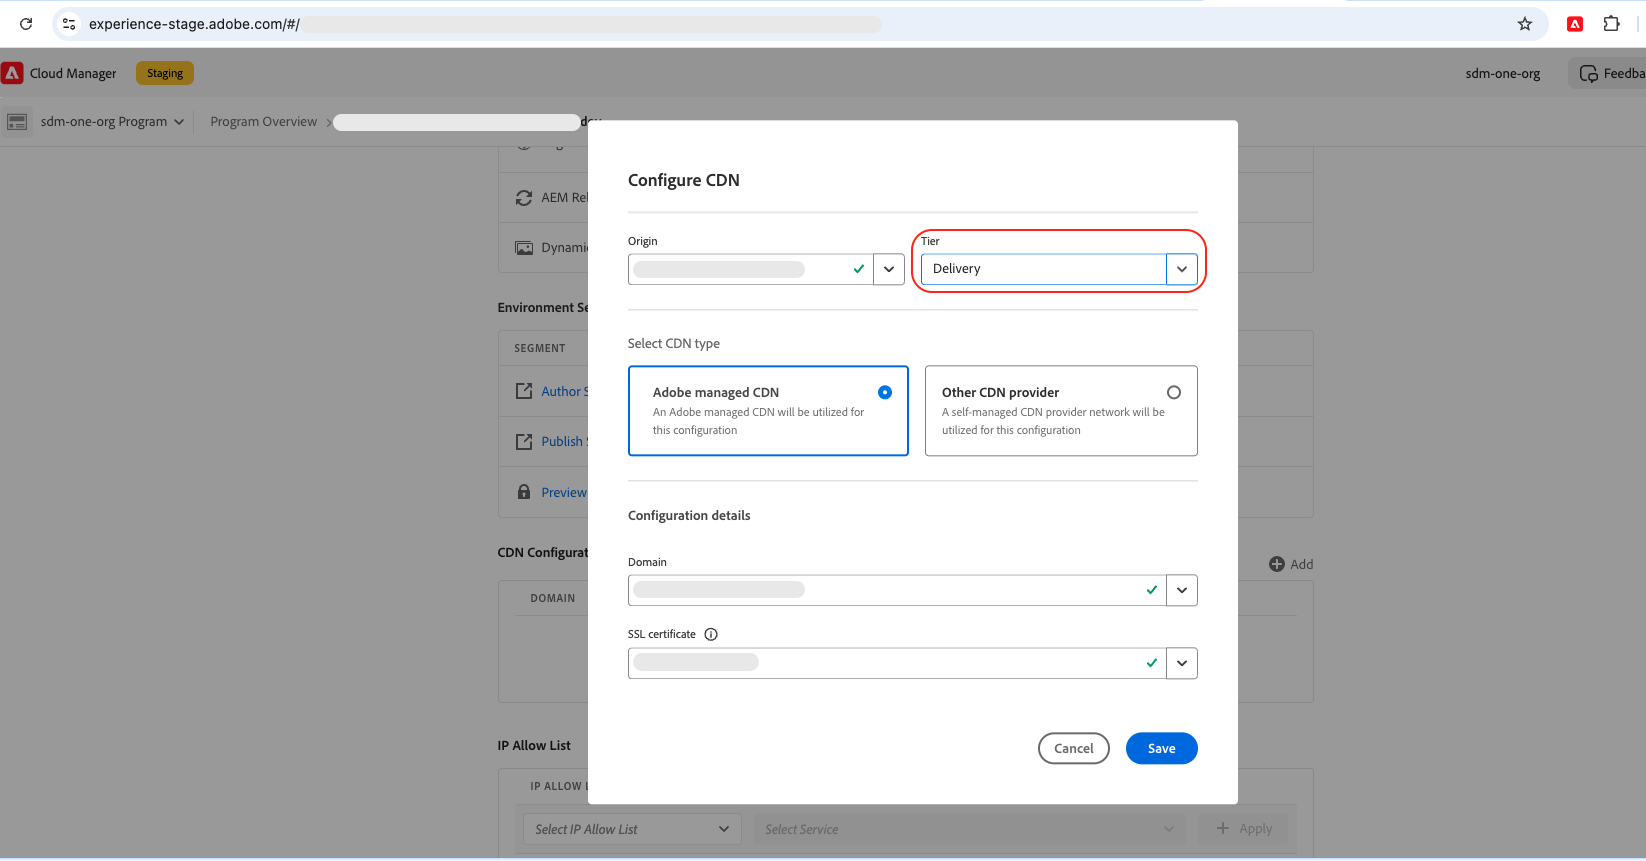 experience-stage.adobe.com/#/
Cloud Manager
Staging
sdm-one-org
Feedba
sdm-one-org Program
Program Overview
Configure CDN
AEM Rel
Origin
Tier
Delivery
Dynami
Environment Se
Select CDN type
SEGMENT
Adobe managed CDN
An Adobe managed CDN will be utilized for
this configuration
Other CDN provider
A self-managed CDN provider network will be
utilized for this configuration
Author S
Publish S
Preview
Configuration details
CDN Configurat
Domain
Add
DOMAIN
SSL certificate
IP Allow List
Cancel
Save
IP ALLOW L
Select IP Allow List
Select Service
Apply